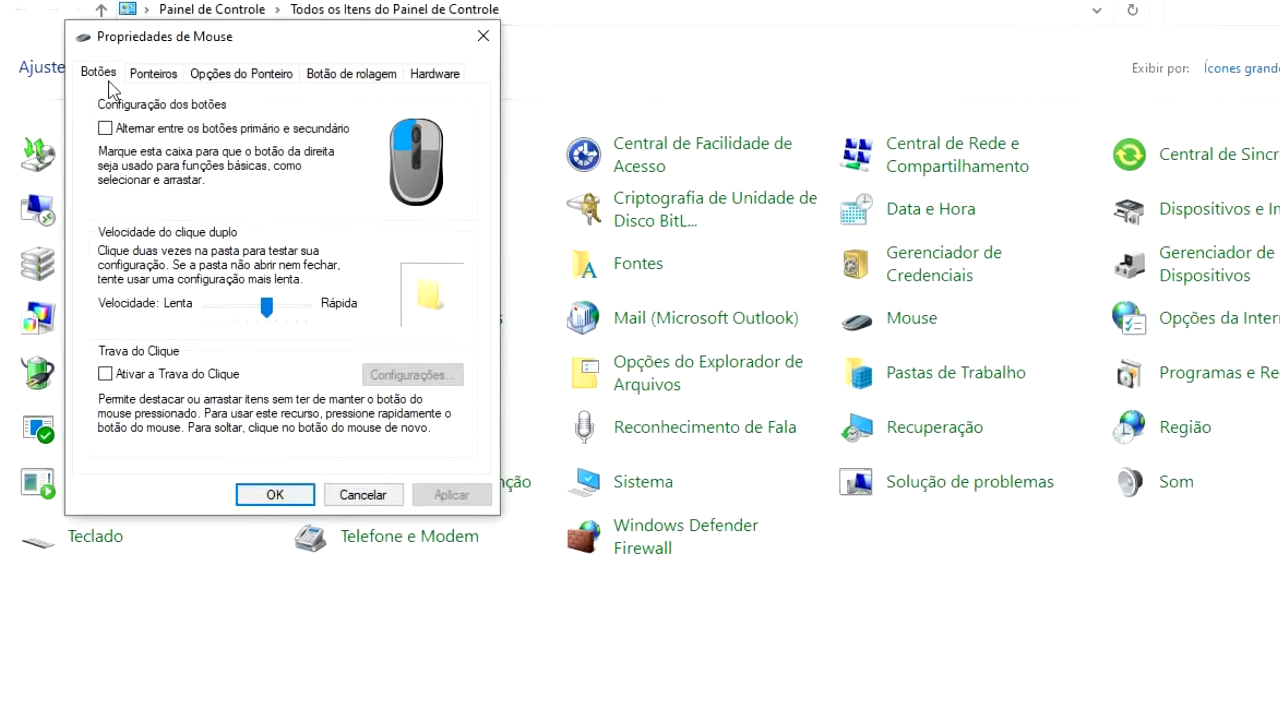 Painel de Controle > Todos os Itens do Painel de Controle
Propriedades de Mouse
Ajuste
Exibir por: Ícones grand
Botões Ponteiros Opções do Ponteiro Botão de rolagem Hardware
Configuração dos botões
Alternar entre os botões primário e secundário
Marque esta caixa para que o botão da direita
seja usado para funções básicas, como
selecionar e arrastar.
Velocidade do clique duplo
Clique duas vezes na pasta para testar sua
configuração. Se a pasta não abrir nem fechar,
tente usar uma configuração mais lenta.
Velocidade: Lenta Rápida
Trava do Clique
Ativar a Trava do Clique
Configurações...
Permite destacar ou arrastar itens sem ter de manter o botão do
mouse pressionado. Para usar este recurso, pressione rapidamente o
botão do mouse. Para soltar, clique no botão do mouse de novo.
OK Cancelar Aplicar
Central de Facilidade de
Acesso
Central de Rede e
Compartilhamento
Central de Sincr
Criptografia de Unidade de
Disco BitL...
Data e Hora
Dispositivos e Im
Fontes
Gerenciador de
Credenciais
Gerenciador de
Dispositivos
Mail (Microsoft Outlook)
Mouse
Opções da Inter
Opções do Explorador de
Arquivos
Pastas de Trabalho
Programas e Re
Reconhecimento de Fala
Recuperação
Região
nção
Sistema
Solução de problemas
Som
Teclado
Telefone e Modem
Windows Defender
Firewall